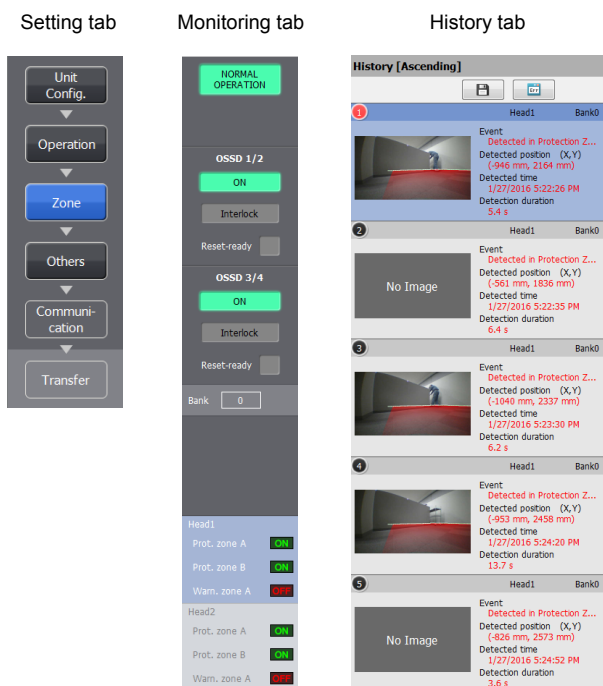 Setting tab
Monitoring tab
History tab
Unit
Config.
Operation
Zone
Others
Communi-
cation
Transfer
NORMAL
OPERATION
OSSD 1/2
ON
Interlock
Reset-ready
OSSD 3/4
ON
Interlock
Reset-ready
Bank 0
Head1
Prot. zone A ON
Prot. zone B ON
Warn. zone A OFF
Head2
Prot. zone A ON
Prot. zone B ON
Warn. zone A OFF
History [Ascending]
1 Head1 Bank0
Event
Detected in Protection Z...
Detected position (X,Y)
(-946 mm, 2164 mm)
Detected time
1/27/2016 5:22:26 PM
Detection duration
5.4 s
2 Head1 Bank0
No Image
Event
Detected in Protection Z...
Detected position (X,Y)
(-561 mm, 1836 mm)
Detected time
1/27/2016 5:22:35 PM
Detection duration
6.4 s
3 Head1 Bank0
Event
Detected in Protection Z...
Detected position (X,Y)
(-1040 mm, 2337 mm)
Detected time
1/27/2016 5:23:30 PM
Detection duration
6.2 s
4 Head1 Bank0
Event
Detected in Protection Z...
Detected position (X,Y)
(-953 mm, 2458 mm)
Detected time
1/27/2016 5:24:20 PM
Detection duration
13.7 s
5 Head1 Bank0
No Image
Event
Detected in Protection Z...
Detected position (X,Y)
(-826 mm, 2573 mm)
Detected time
1/27/2016 5:24:52 PM
Detection duration
3.6 s